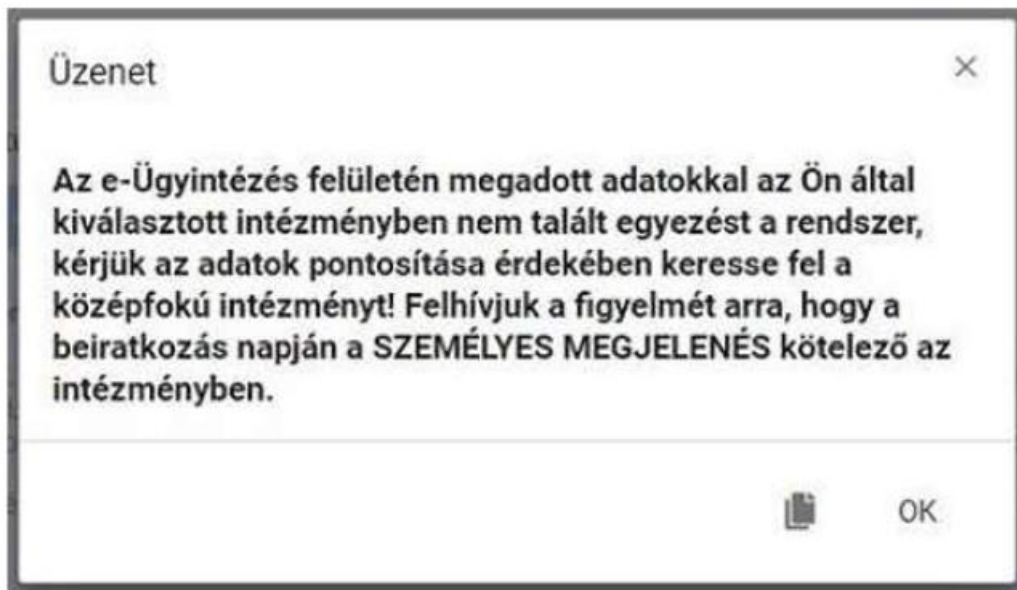 Üzenet
Az e-Ügyintézés felületén megadott adatokkal az Ön által
kiválasztott intézményben nem talált egyezést a rendszer,
kérjük az adatok pontosítása érdekében keresse fel a
középfokú intézményt! Felhívjuk a figyelmét arra, hogy a
beiratkozás napján a SZEMÉLYES MEGJELENÉS kötelező az
intézményben.
OK